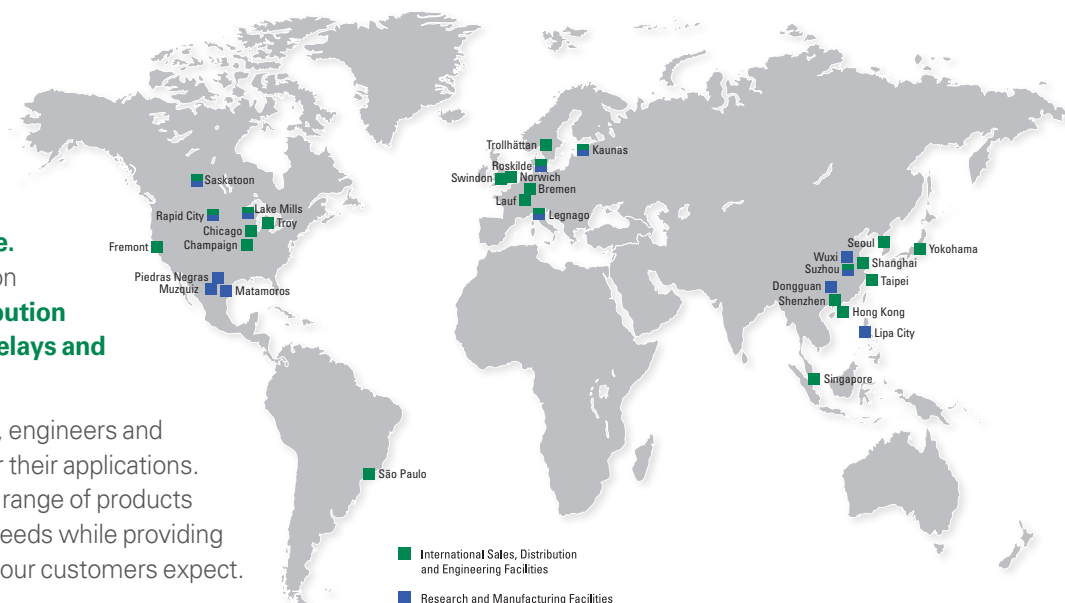 e.
on
bution
elays and
, engineers and
r their applications.
range of products
eeds while providing
our customers expect.
Saskatoon
Rapid City
Lake Mills
Chicago
Troy
Fremont
Champaign
Piedras Negras
Muzquiz
Matamoros
São Paulo
Trollhättan
Kaunas
Roskilde
Swindon
Norwich
Bremen
Lauf
Legnago
Seoul
Yokohama
Wuxi
Shanghai
Suzhou
Taipei
Dongguan
Shenzhen
Hong Kong
Lipa City
Singapore
International Sales, Distribution
and Engineering Facilities
Research and Manufacturing Facilities